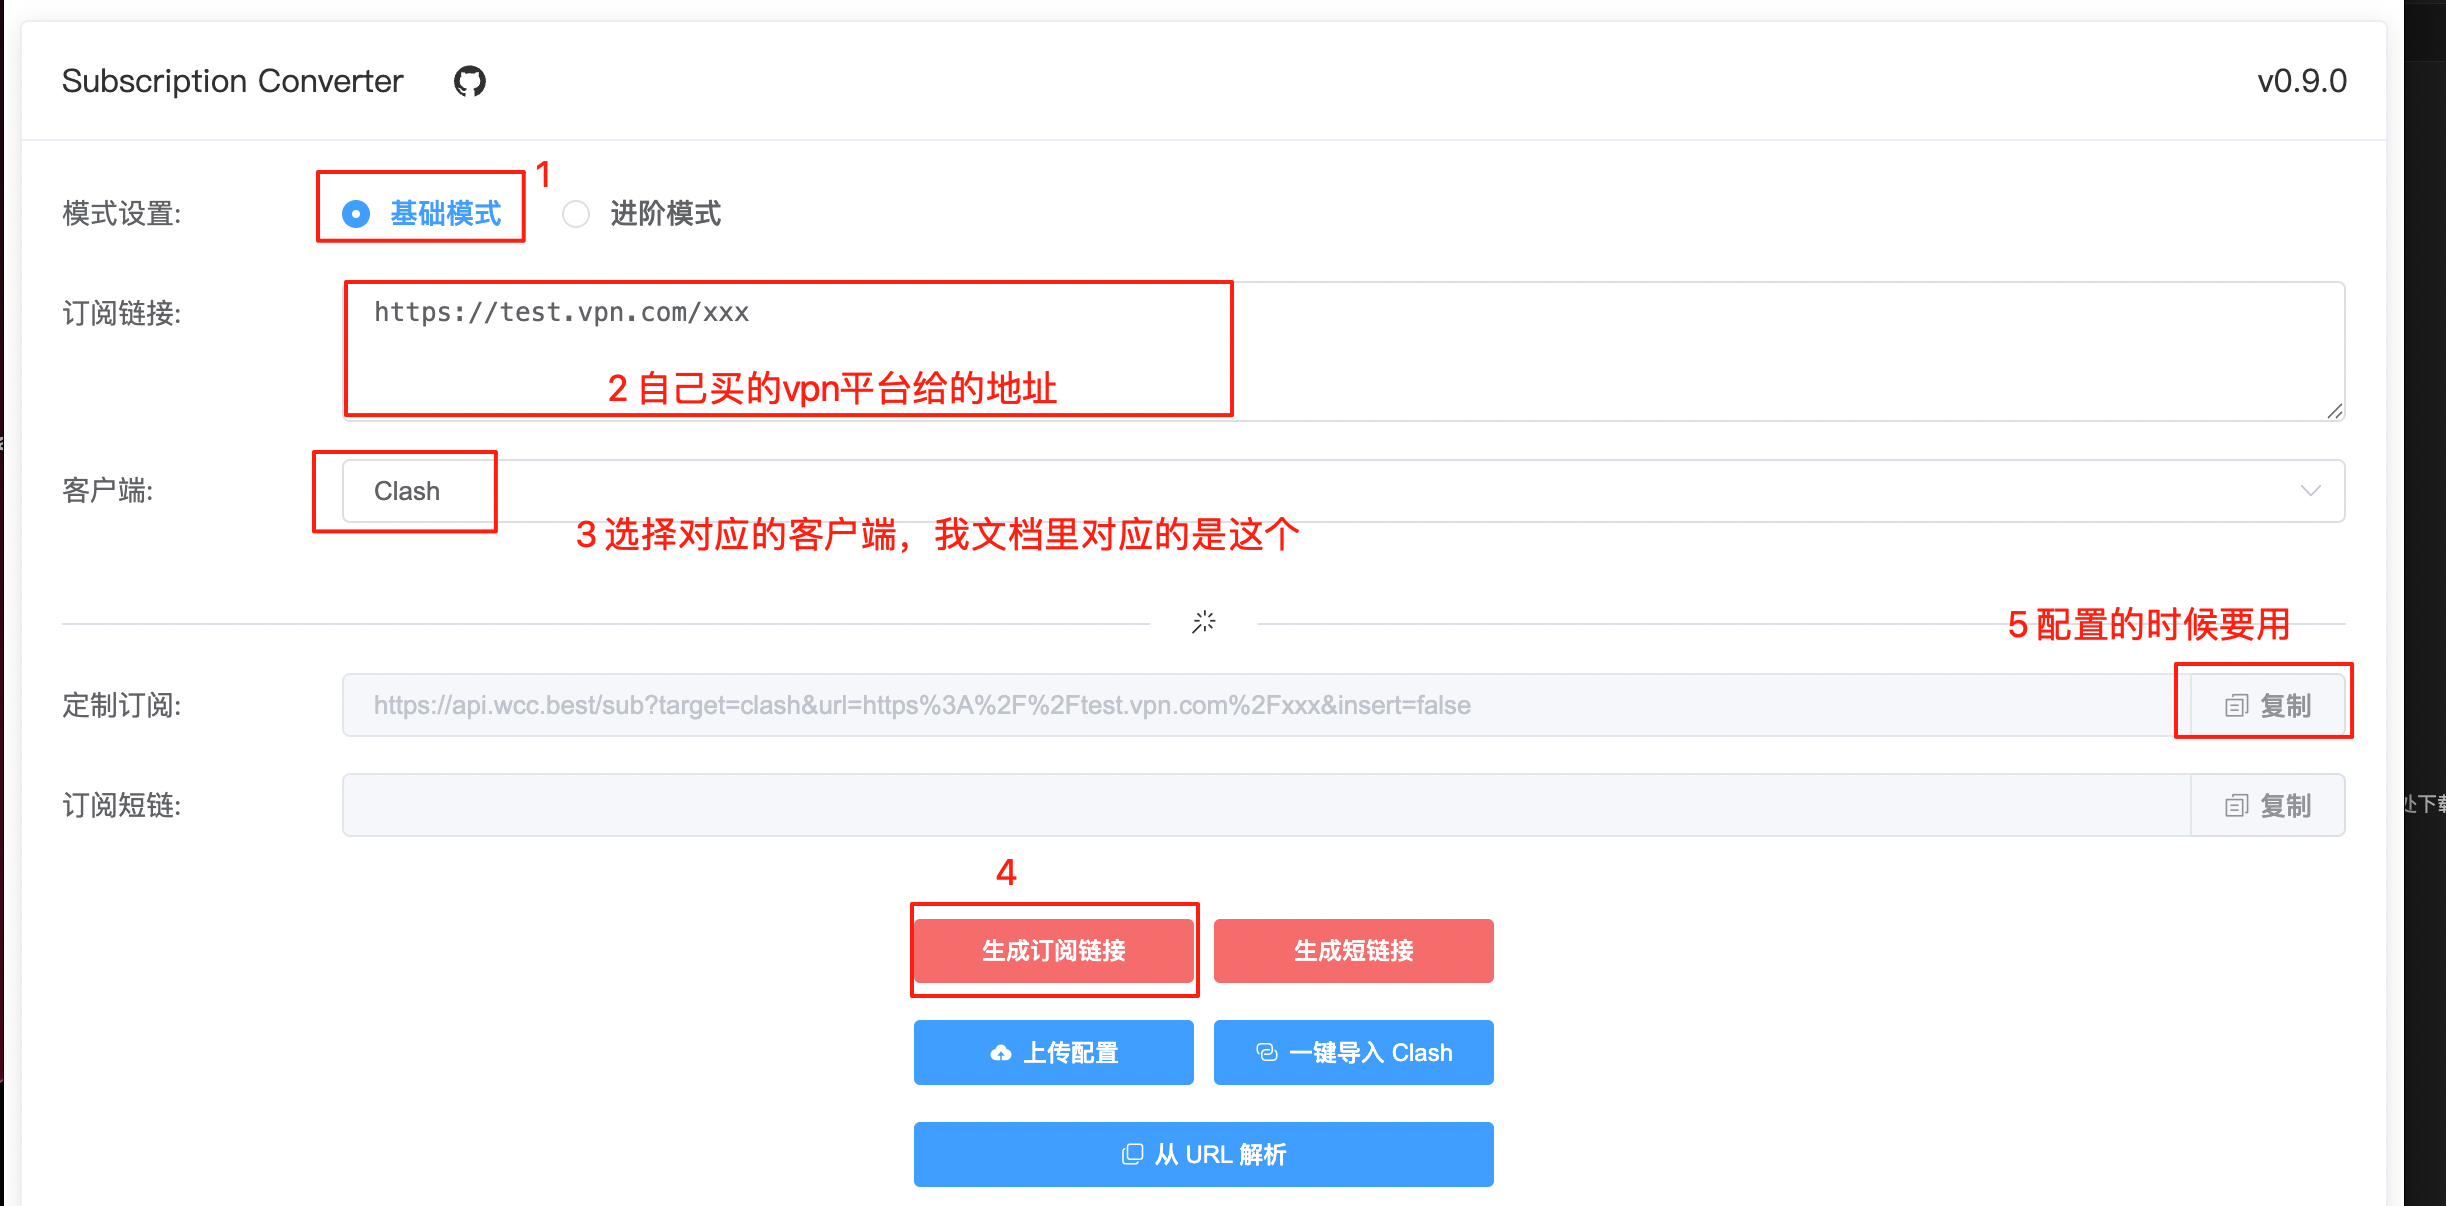 Subscription Converter
v0.9.0
1
模式设置:
基础模式
进阶模式
订阅链接:
https://test.vpn.com/xxx
2 自己买的vpn平台给的地址
客户端:
Clash
3 选择对应的客户端，我文档里对应的是这个
5 配置的时候要用
定制订阅:
https://api.wcc.best/sub?target=clash&url=https%3A%2F%2Ftest.vpn.com%2Fxxx&insert=false
复制
订阅短链:
复制
处下载
4
生成订阅链接
生成短链接
上传配置
一键导入 Clash
从 URL 解析